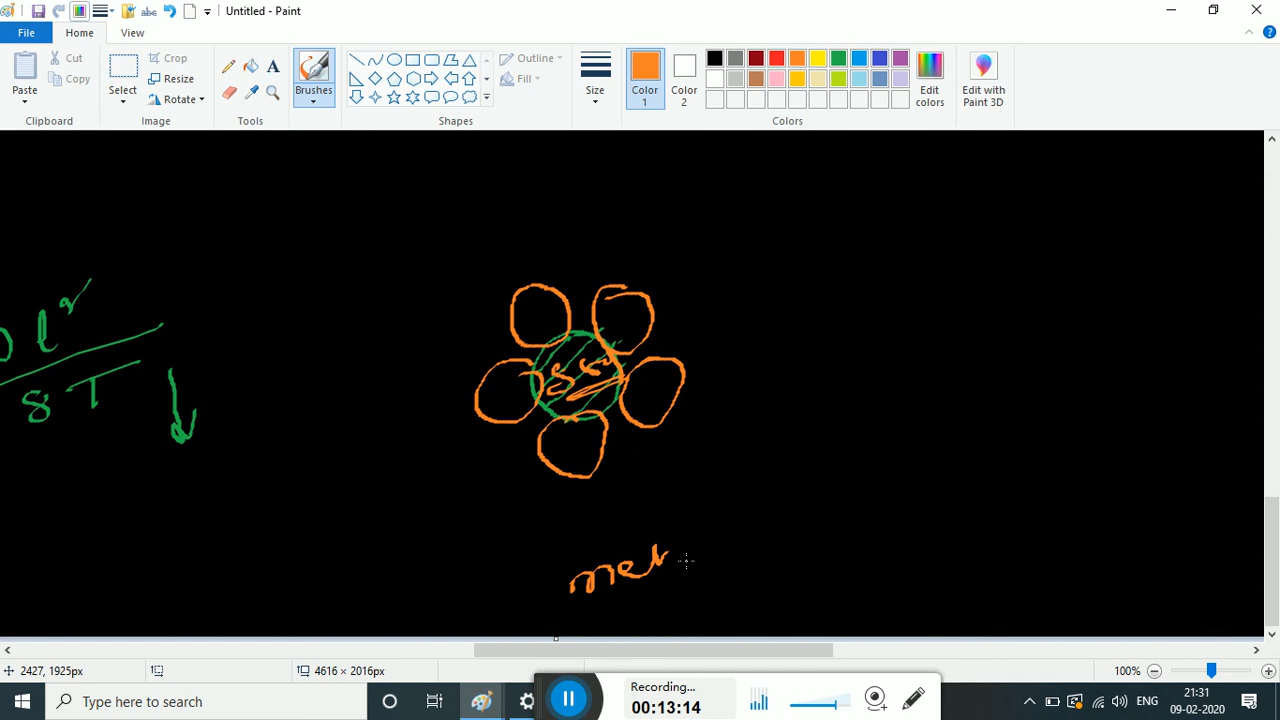 Untitled - Paint
File
Home
View
Paste
Cut
Copy
Clipboard
Select
Crop
Resize
Rotate
Image
Tools
Brushes
Shapes
Outline
Fill
Size
Color 1
Color 2
Colors
Edit colors
Edit with Paint 3D
8T
met
2427, 1925px
4616 × 2016px
100%
Type here to search
Recording...
00:13:14
ENG
21:31
09-02-2020